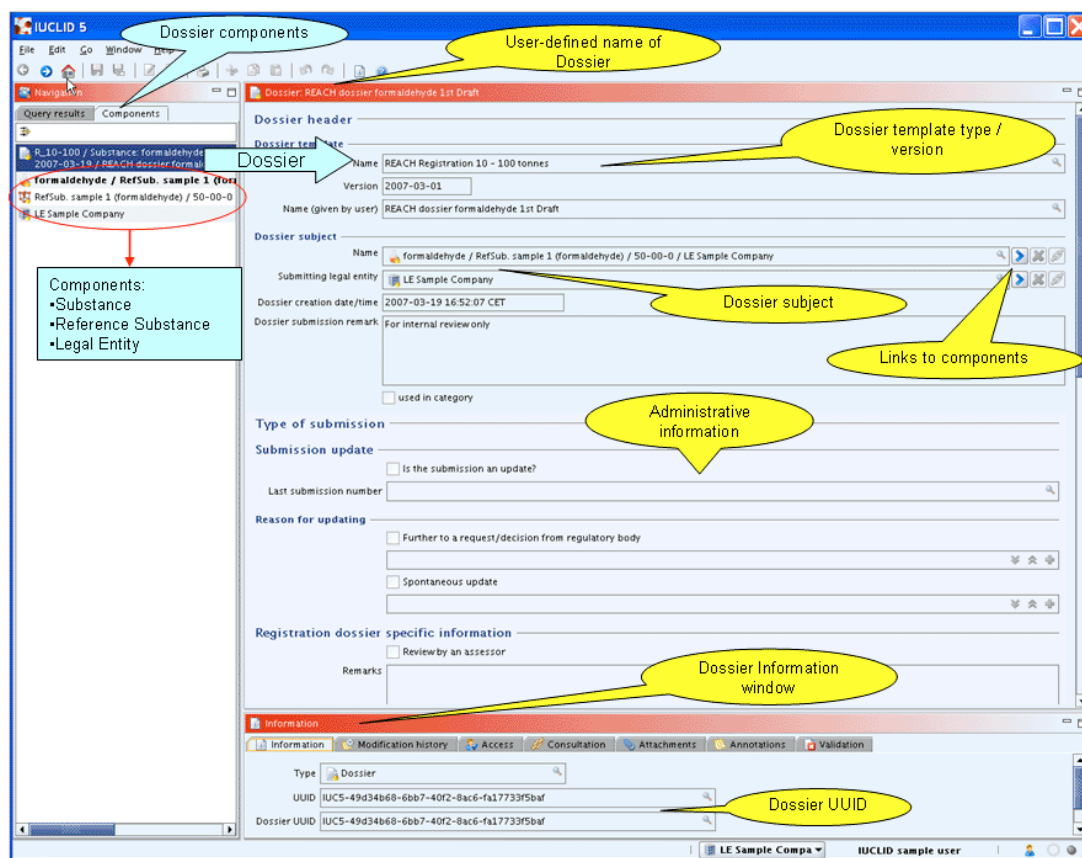 IUCLID 5
File Edit Go Window Help
Dossier components
User-defined name of
Dossier
Navigation
Query results Components
R_10-100 / Substance: formaldehyde
2007-03-19 / REACH dossier formal
formaldehyde / RefSub. sample 1 (for
RefSub. sample 1 (formaldehyde) / 50-00-0
LE Sample Company
Dossier
Components:
▪Substance
▪Reference Substance
▪Legal Entity
Dossier: REACH dossier formaldehyde 1st Draft
Dossier header
Dossier template
Name REACH Registration 10 - 100 tonnes
Dossier template type /
version
Version 2007-03-01
Name (given by user) REACH dossier formaldehyde 1st Draft
Dossier subject
Name formaldehyde / RefSub. sample 1 (formaldehyde) / 50-00-0 / LE Sample Company
Submitting legal entity LE Sample Company
Dossier creation date/time 2007-03-19 16:52:07 CET
Dossier subject
Dossier submission remark For internal review only
Links to components
used in category
Administrative
information
Type of submission
Submission update
Is the submission an update?
Last submission number
Reason for updating
Further to a request/decision from regulatory body
Spontaneous update
Registration dossier specific information
Review by an assessor
Remarks
Dossier Information
window
Information
Information Modification history Access Consultation Attachments Annotations Validation
Type Dossier
UUID IUC5-49d34b68-6bb7-40f2-8ac6-fa17733f5baf
Dossier UUID IUC5-49d34b68-6bb7-40f2-8ac6-fa17733f5baf
Dossier UUID
LE Sample Compa IUCLID sample user